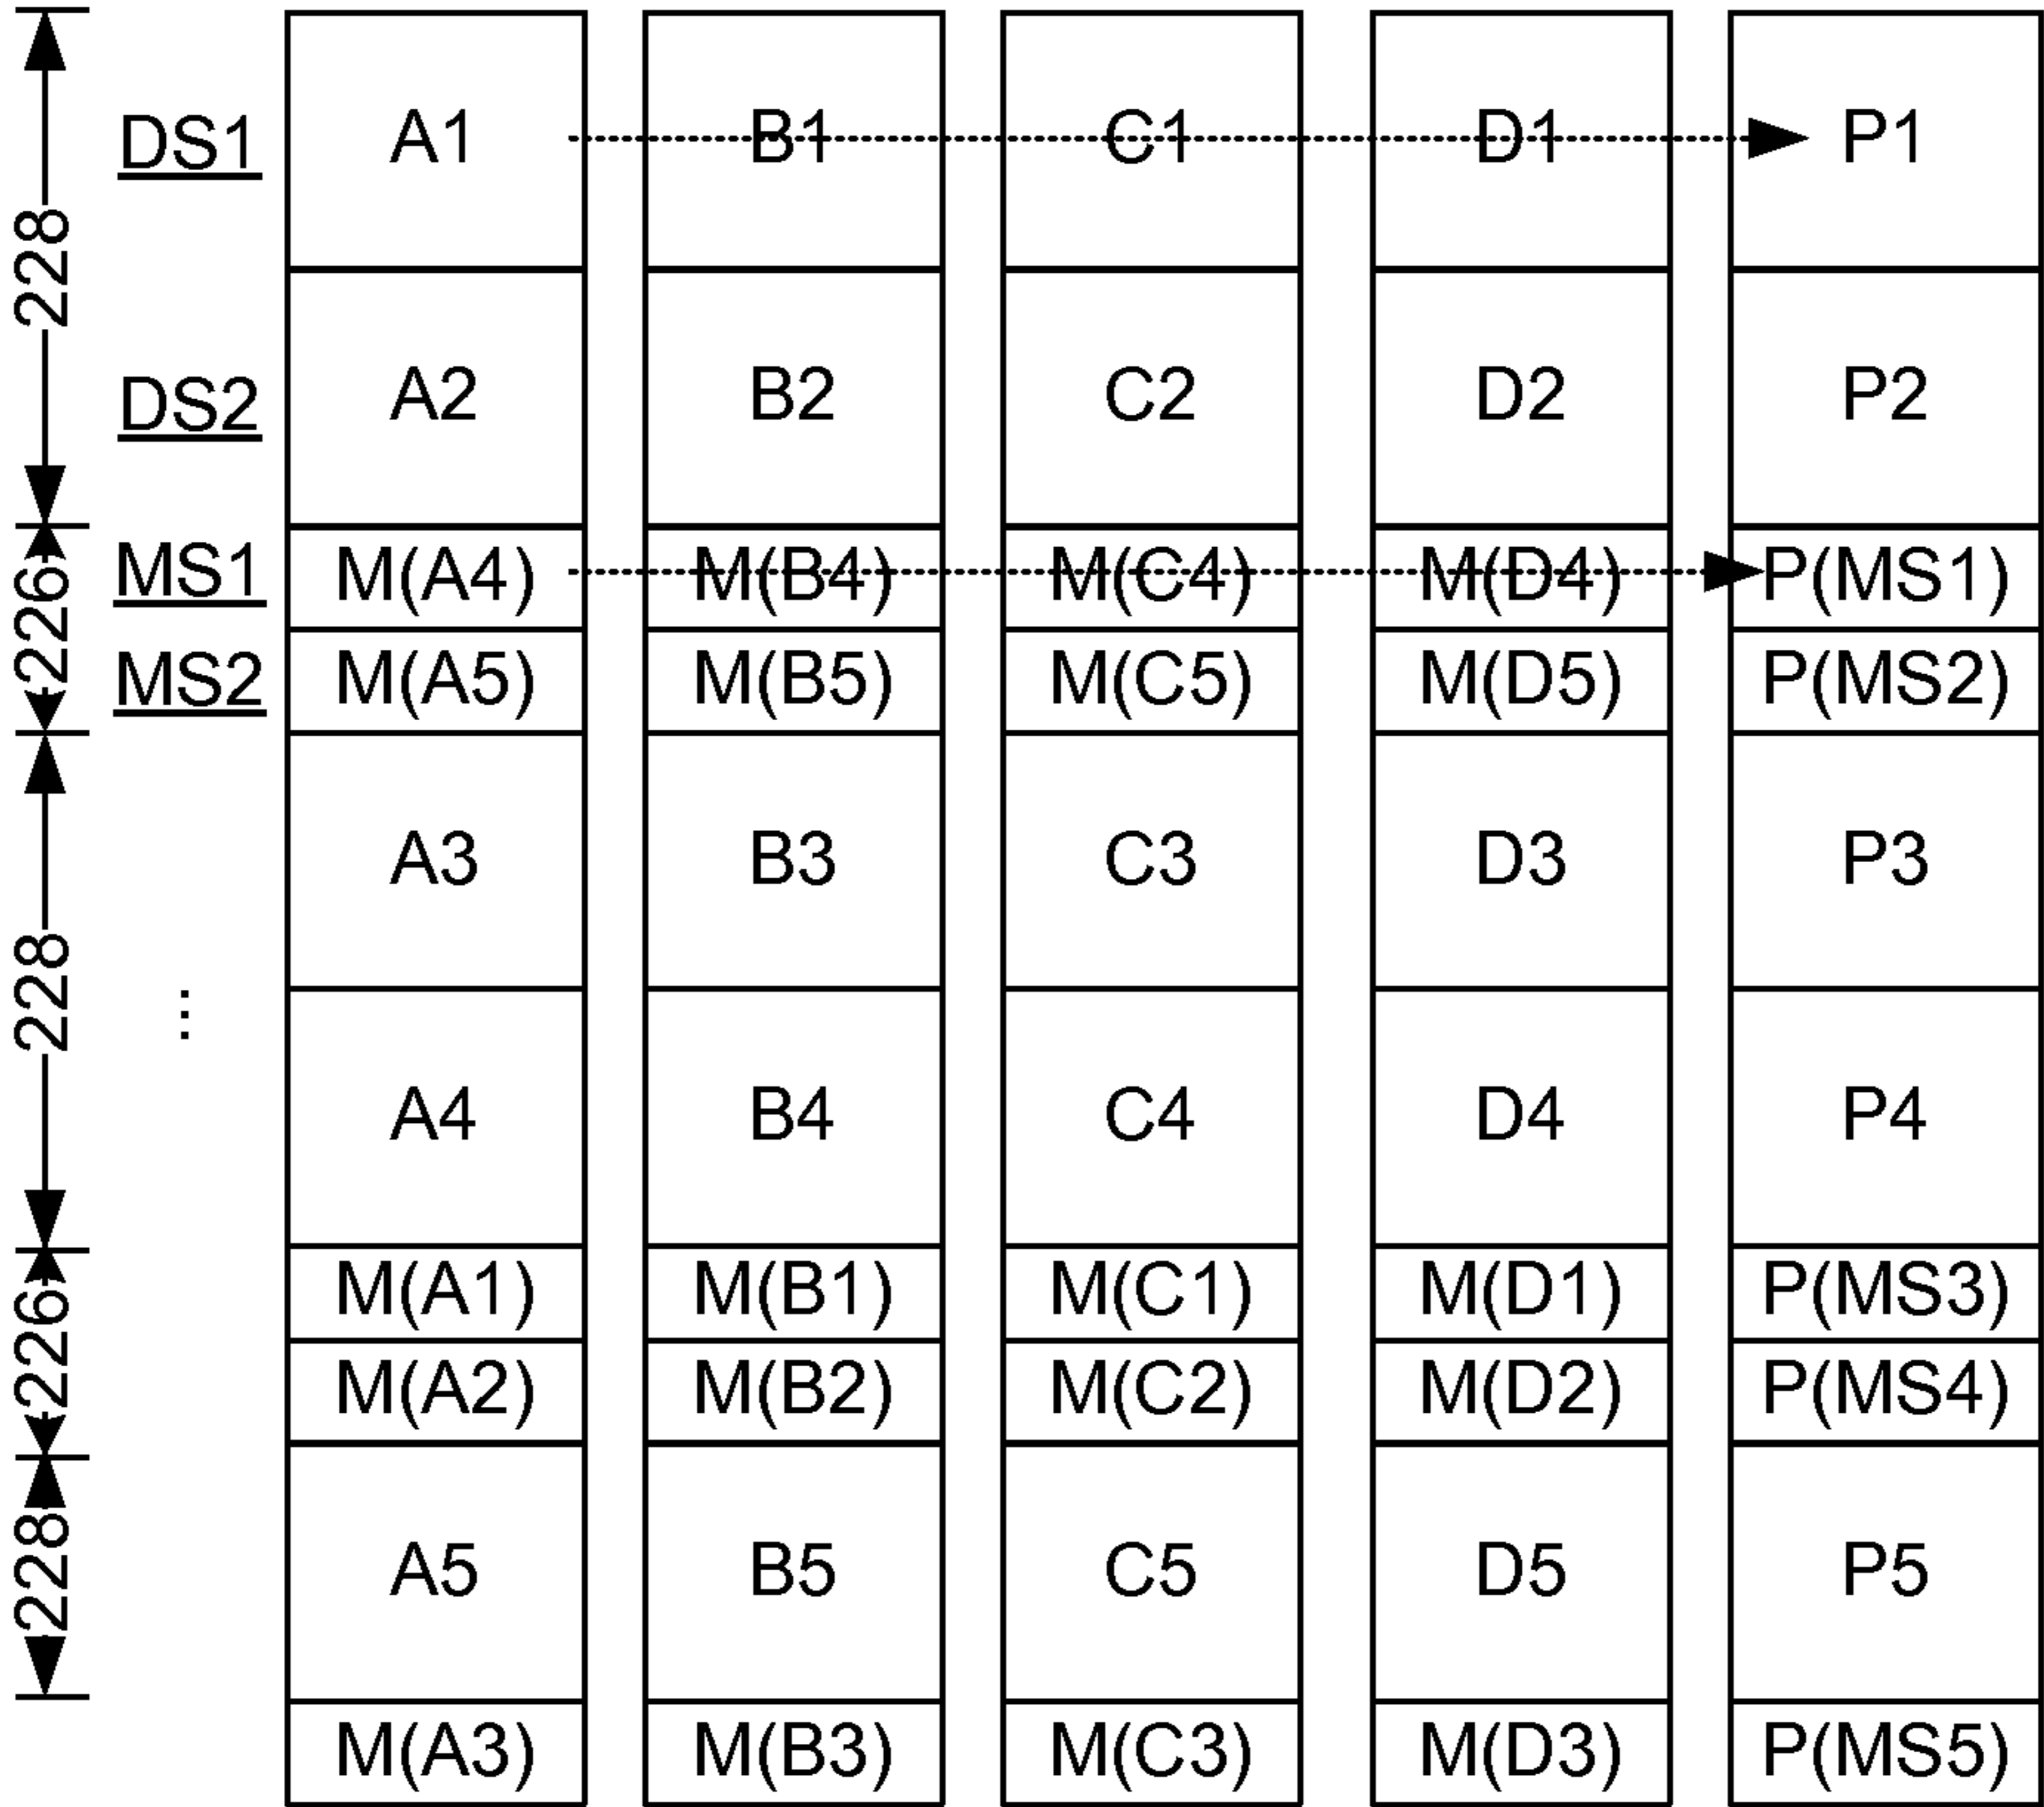 DS1 A1 B1 C1 D1 P1
228
DS2 A2 B2 C2 D2 P2
MS1 M(A4) M(B4) M(C4) M(D4) P(MS1)
226
MS2 M(A5) M(B5) M(C5) M(D5) P(MS2)
A3 B3 C3 D3 P3
228 ...
A4 B4 C4 D4 P4
M(A1) M(B1) M(C1) M(D1) P(MS3)
226
M(A2) M(B2) M(C2) M(D2) P(MS4)
228 A5 B5 C5 D5 P5
M(A3) M(B3) M(C3) M(D3) P(MS5)